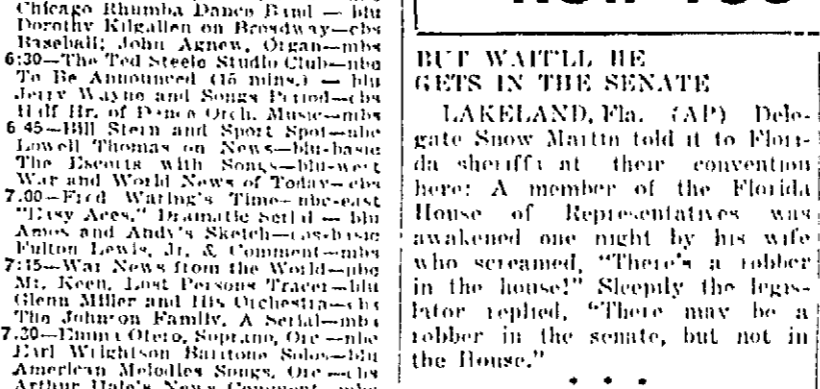 Chicago Rhumba Dance Band — blu
Dorothy Kilgallen on Broadway—cbs
Baseball; John Agnew, Organ—mbs
6:30—The Ted Steele Studio Club—nbc
To Be Announced (15 mins.) — blu
Jerry Wayne and Songs Period—cbs
Half Hr. of Dance Orch. Music—mbs
6 45—Bill Stern and Sport Spot—nbc
Lowell Thomas on News—blu-basic
The Escorts with Songs—blu-west
War and World News of Today—cbs
7.00—Fred Waring's Time—nbc-east
"Easy Aces," Dramatic Serial — blu
Amos and Andy's Sketch—cbs-basic
Fulton Lewis, Jr. & Comment—mbs
7:15—War News from the World—nbc
Mr. Keen, Lost Persons Tracer—blu
Glenn Miller and His Orchestra—cbs
The Johnson Family, A Serial—mbs
7.30—Emma Otero, Soprano, Orc—nbc
Earl Wrightson Baritone Solos—blu
American Melodies Songs, Orc—cbs
Arthur Hale's News Comment—mbs
BUT WAIT'LL HE
GETS IN THE SENATE
LAKELAND, Fla. (AP) Dele-
gate Snow Martin told it to Flori-
da sheriffs at their convention
here: A member of the Florida
House of Representatives was
awakened one night by his wife
who screamed, "There's a robber
in the house!" Sleepily the legis-
lator replied, "There may be a
robber in the senate, but not in
the House."